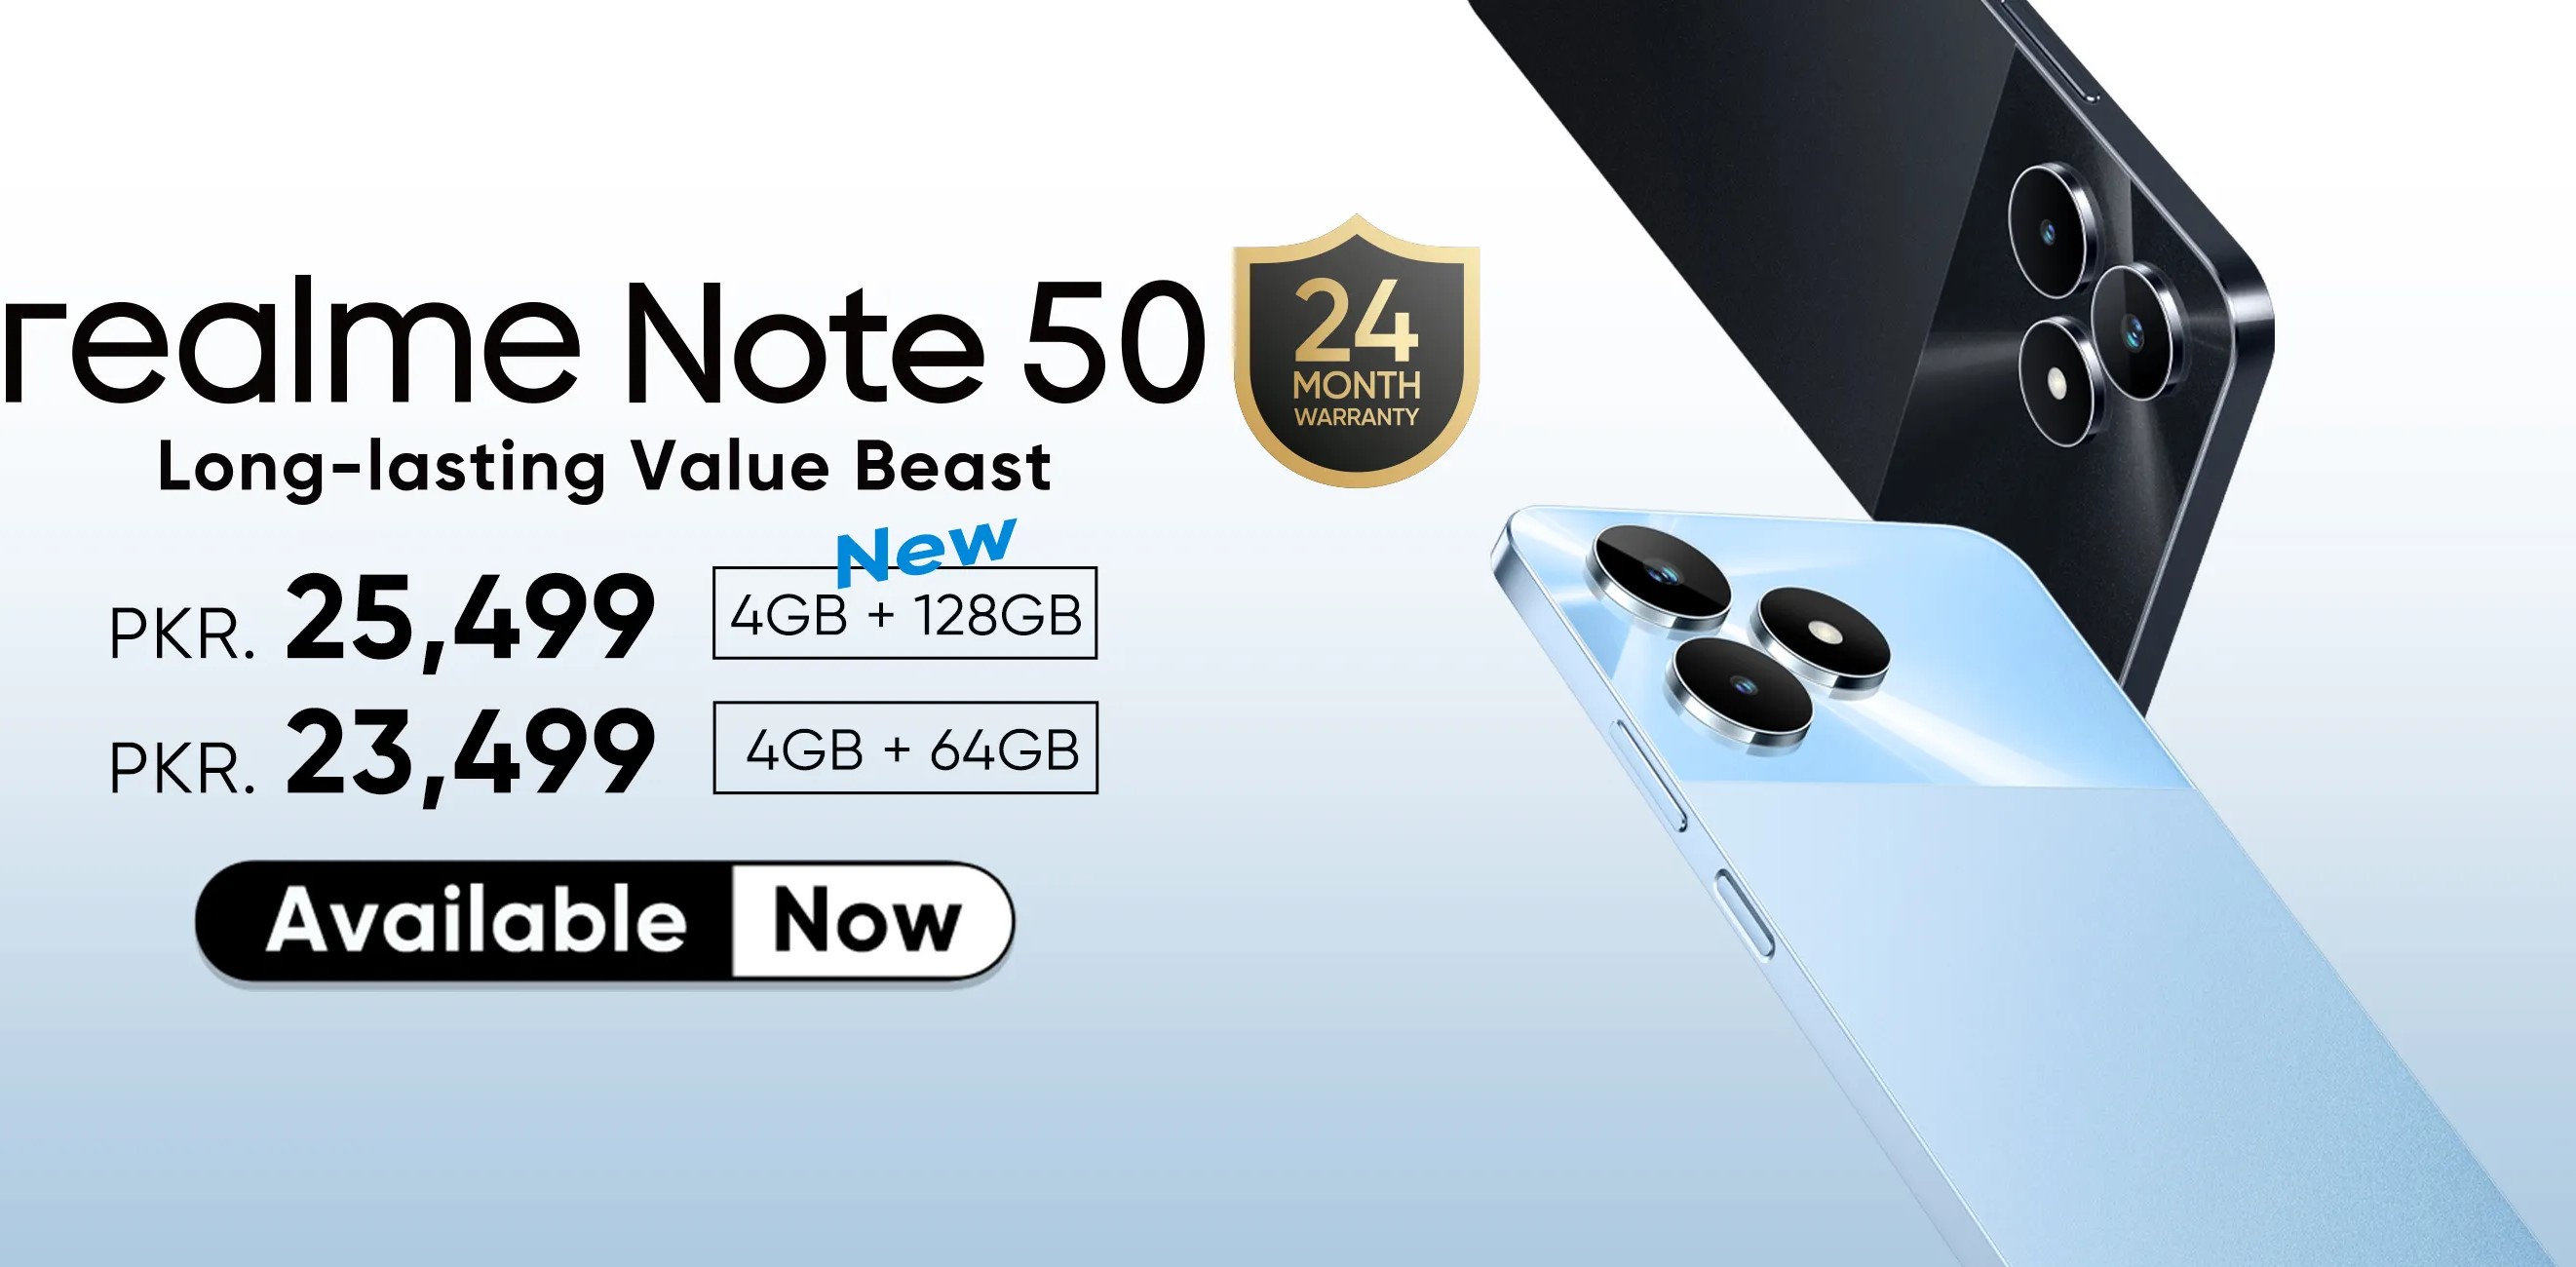 realme Note 50
24
MONTH
WARRANTY
Long-lasting Value Beast
New
PKR. 25,499 4GB + 128GB
PKR. 23,499 4GB + 64GB
Available Now